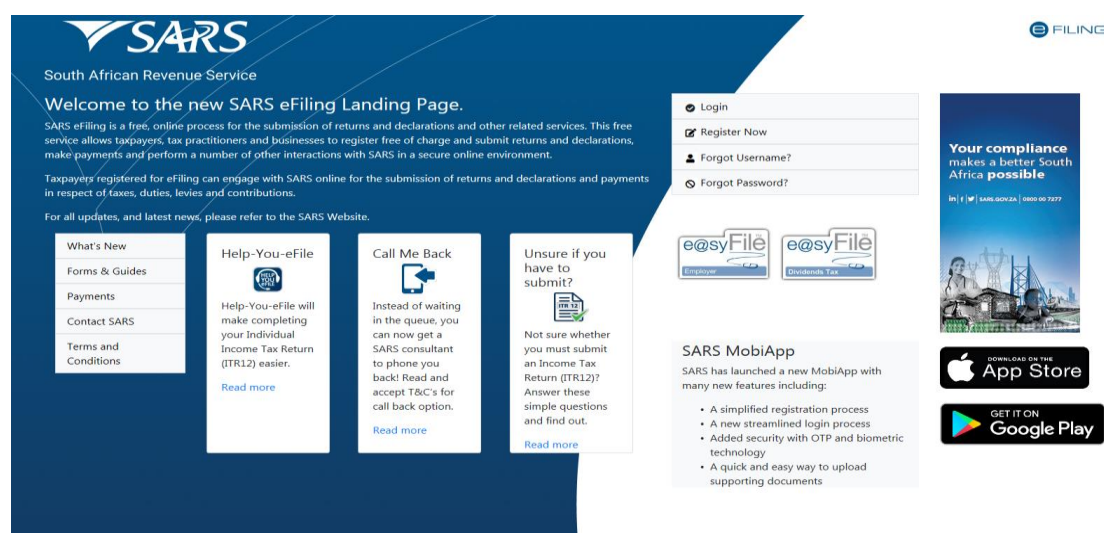 SARS
South African Revenue Service
e FILING
Welcome to the new SARS eFiling Landing Page.
SARS eFiling is a free, online process for the submission of returns and declarations and other related services. This free
service allows taxpayers, tax practitioners and businesses to register free of charge and submit returns and declarations,
make payments and perform a number of other interactions with SARS in a secure online environment.
Taxpayers registered for eFiling can engage with SARS online for the submission of returns and declarations and payments
in respect of taxes, duties, levies and contributions.
For all updates, and latest news, please refer to the SARS Website.
What's New
Forms & Guides
Payments
Contact SARS
Terms and
Conditions
Help-You-eFile
HELP
YOU
eFILE
Help-You-eFile will
make completing
your Individual
Income Tax Return
(ITR12) easier.
Read more
Call Me Back
Instead of waiting
in the queue, you
can now get a
SARS consultant
to phone you
back! Read and
accept T&C's for
call back option.
Read more
Unsure if you
have to
submit?
ITR 12
Not sure whether
you must submit
an Income Tax
Return (ITR12)?
Answer these
simple questions
and find out.
Read more
Login
Register Now
Forgot Username?
Forgot Password?
e@syFile
Employer
e@syFile
Dividends Tax
SARS MobiApp
SARS has launched a new MobiApp with
many new features including:
• A simplified registration process
• A new streamlined login process
• Added security with OTP and biometric
technology
• A quick and easy way to upload
supporting documents
Your compliance
makes a better South
Africa possible
in f SARS.GOV.ZA 0800 00 7277
DOWNLOAD ON THE
App Store
GET IT ON
Google Play